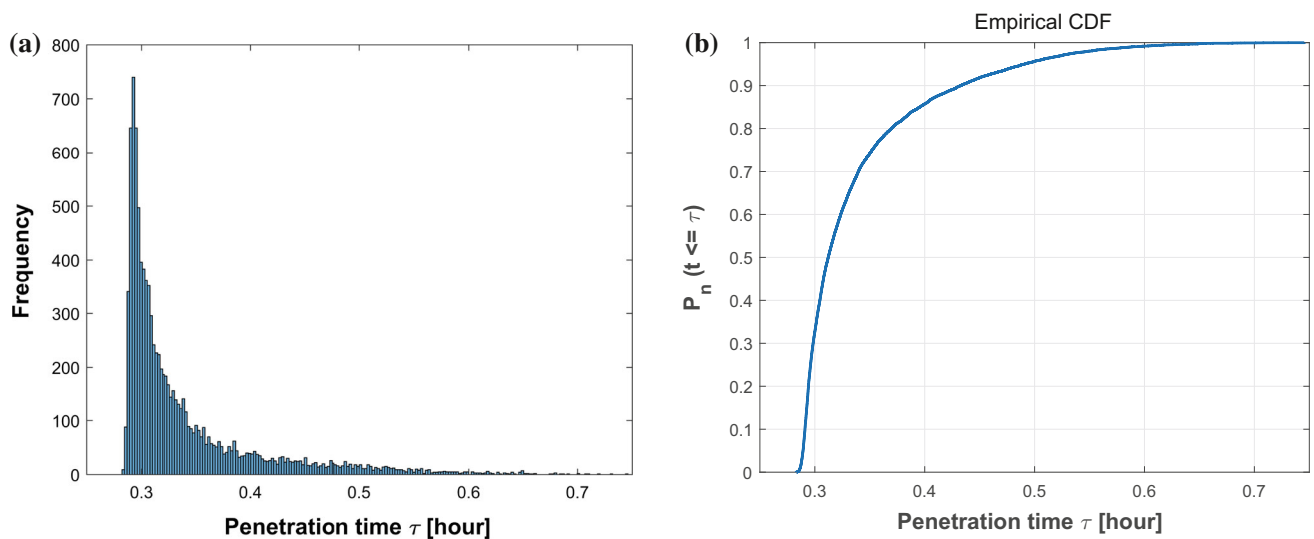 (a)
800
700
600
500
400
300
200
100
0
Frequency
0.3 0.4 0.5 0.6 0.7
Penetration time τ [hour]
(b)
Empirical CDF
1
0.9
0.8
0.7
0.6
0.5
0.4
0.3
0.2
0.1
0
P_n (t <= τ)
0.3 0.4 0.5 0.6 0.7
Penetration time τ [hour]